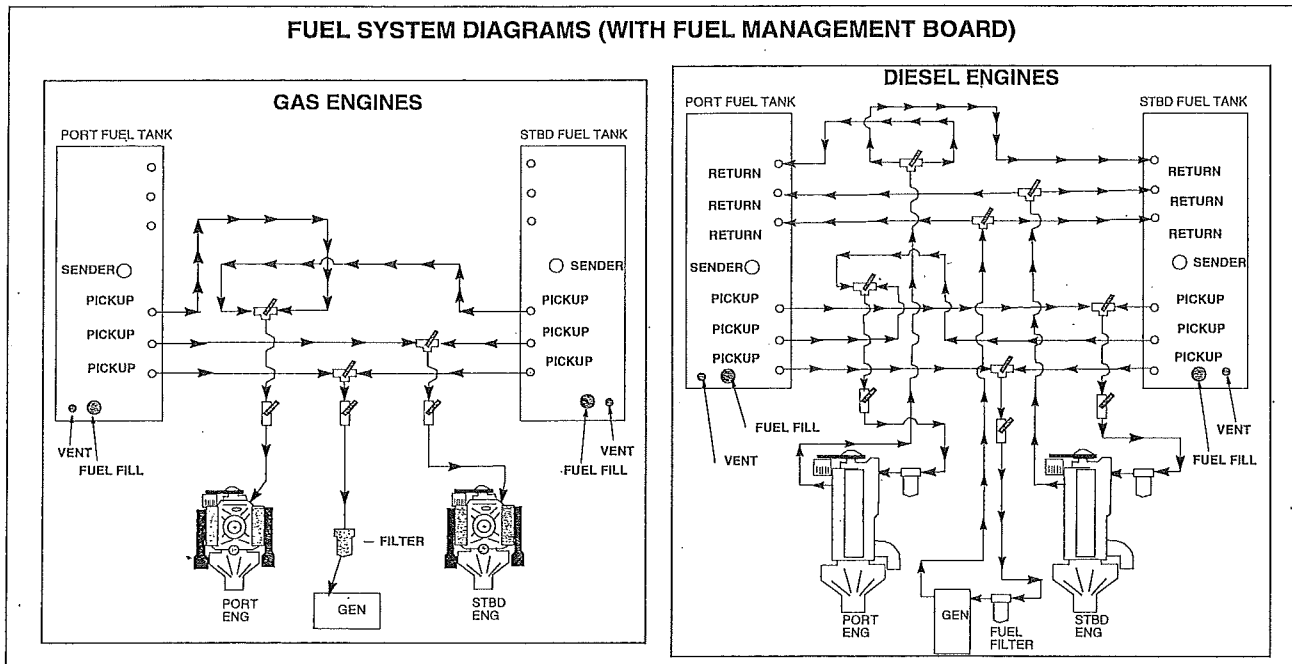 FUEL SYSTEM DIAGRAMS (WITH FUEL MANAGEMENT BOARD)
GAS ENGINES
PORT FUEL TANK
STBD FUEL TANK
SENDER
SENDER
PICKUP
PICKUP
PICKUP
PICKUP
PICKUP
PICKUP
VENT
FUEL FILL
FUEL FILL
VENT
FILTER
PORT
ENG
GEN
STBD
ENG
DIESEL ENGINES
PORT FUEL TANK
STBD FUEL TANK
RETURN
RETURN
RETURN
RETURN
RETURN
RETURN
SENDER
SENDER
PICKUP
PICKUP
PICKUP
PICKUP
PICKUP
PICKUP
FUEL FILL
VENT
VENT
FUEL FILL
PORT
ENG
GEN
FUEL
FILTER
STBD
ENG